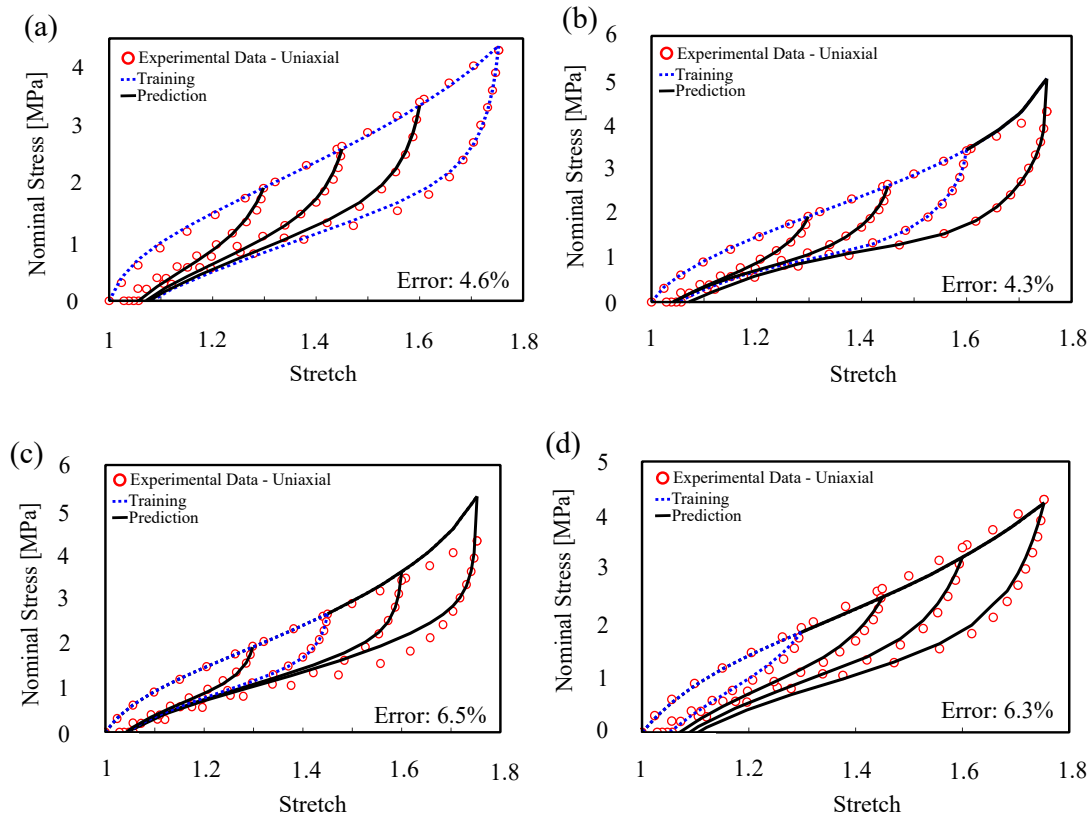 (a)
Nominal Stress [MPa]
4
3
2
1
0
Experimental Data - Uniaxial
Training
Prediction
Error: 4.6%
1 1.2 1.4 1.6 1.8
Stretch
(b)
Nominal Stress [MPa]
6
5
4
3
2
1
0
Experimental Data - Uniaxial
Training
Prediction
Error: 4.3%
1 1.2 1.4 1.6 1.8
Stretch
(c)
Nominal Stress [MPa]
6
5
4
3
2
1
0
Experimental Data - Uniaxial
Training
Prediction
Error: 6.5%
1 1.2 1.4 1.6 1.8
Stretch
(d)
Nominal Stress [MPa]
5
4
3
2
1
0
Experimental Data - Uniaxial
Training
Prediction
Error: 6.3%
1 1.2 1.4 1.6 1.8
Stretch